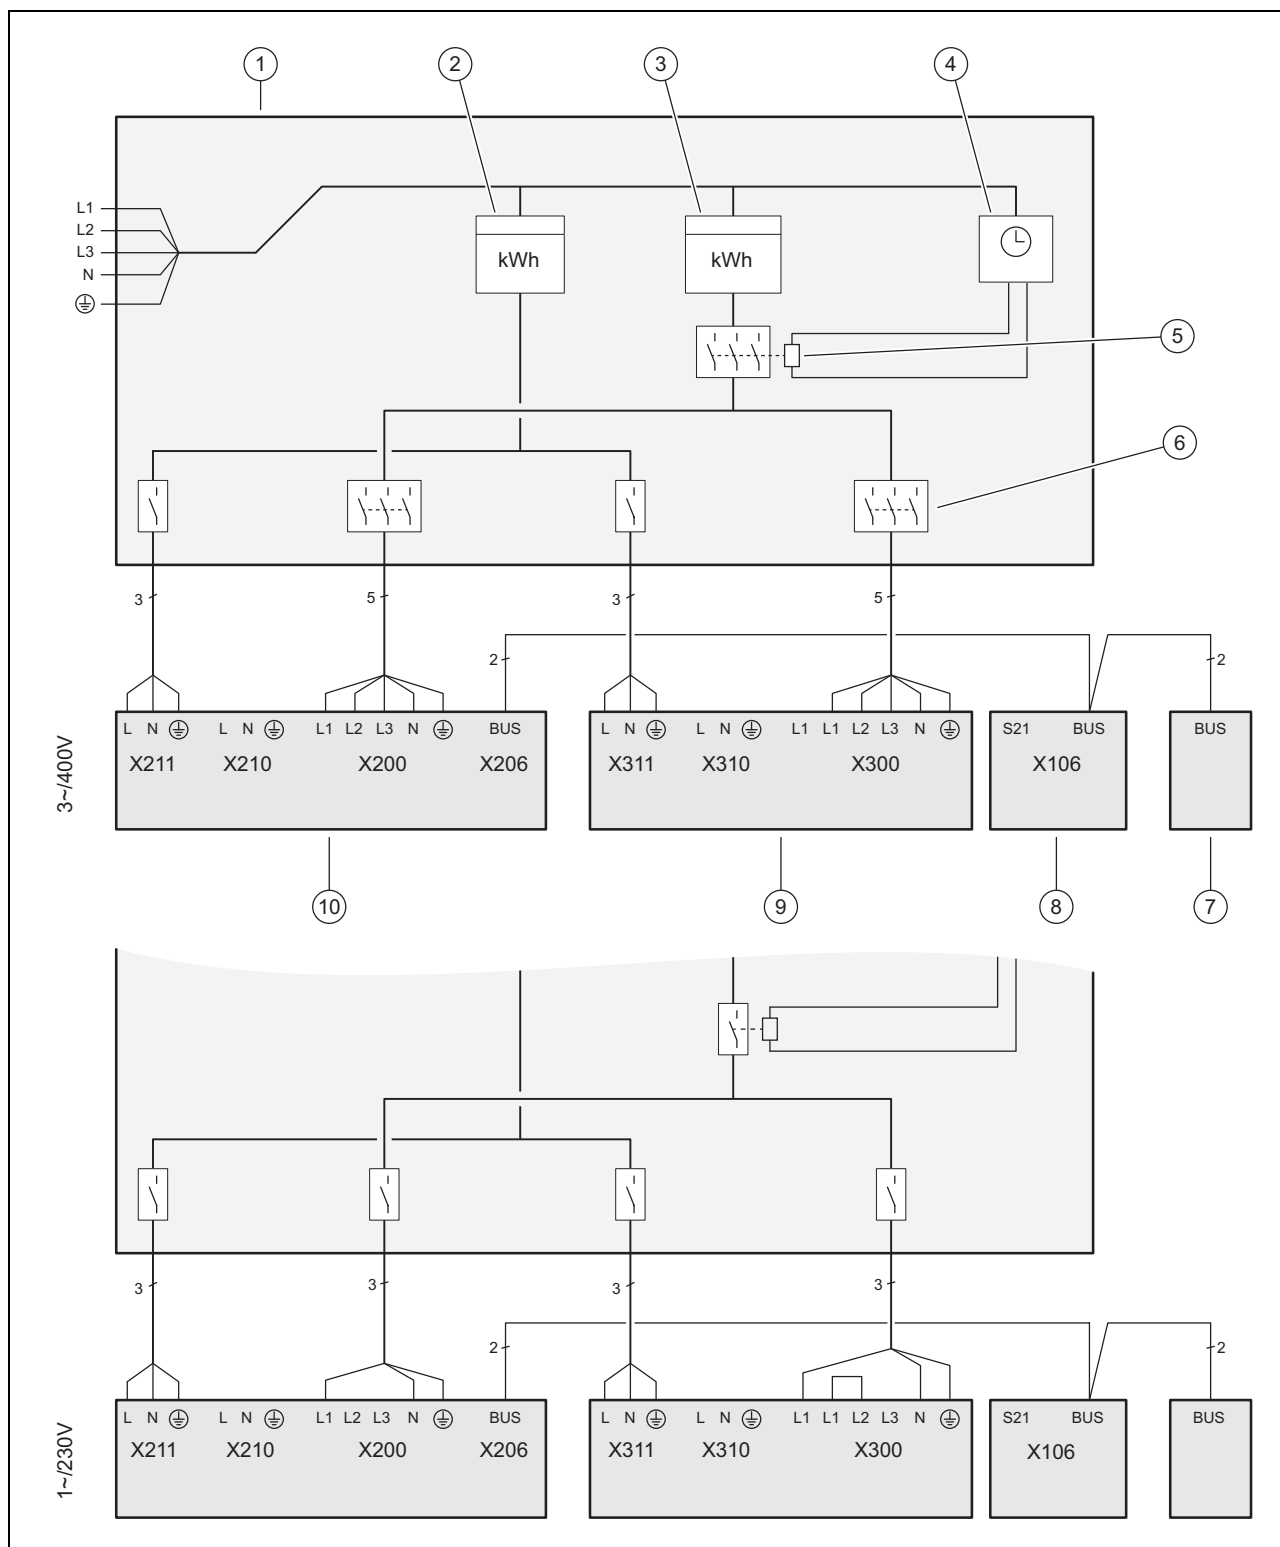 1 2 3 4
L1
L2
L3
N
kWh kWh
5
6
3 5 3 5
2 2
L N L N L1 L2 L3 N BUS L N L N L1 L1 L2 L3 N S21 BUS BUS
X211 X210 X200 X206 X311 X310 X300 X106
3~/400V
10 9 8 7
3 3 3 3
2 2
L N L N L1 L2 L3 N BUS L N L N L1 L1 L2 L3 N S21 BUS BUS
X211 X210 X200 X206 X311 X310 X300 X106
1~/230V